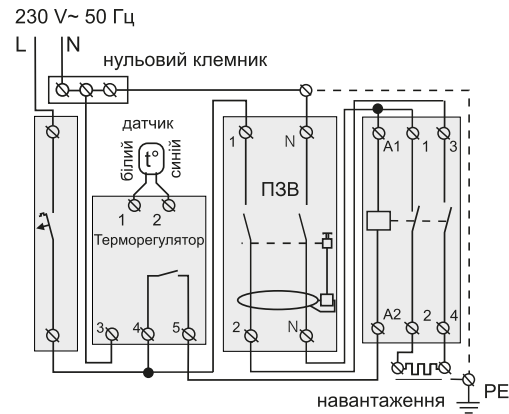 230 V~ 50 Гц
L N
нульовий клемник
датчик
білий
t°
синій
1 2
Терморегулятор
3 4 5
1 N
ПЗВ
2 N
A1 1 3
A2 2 4
навантаження
PE